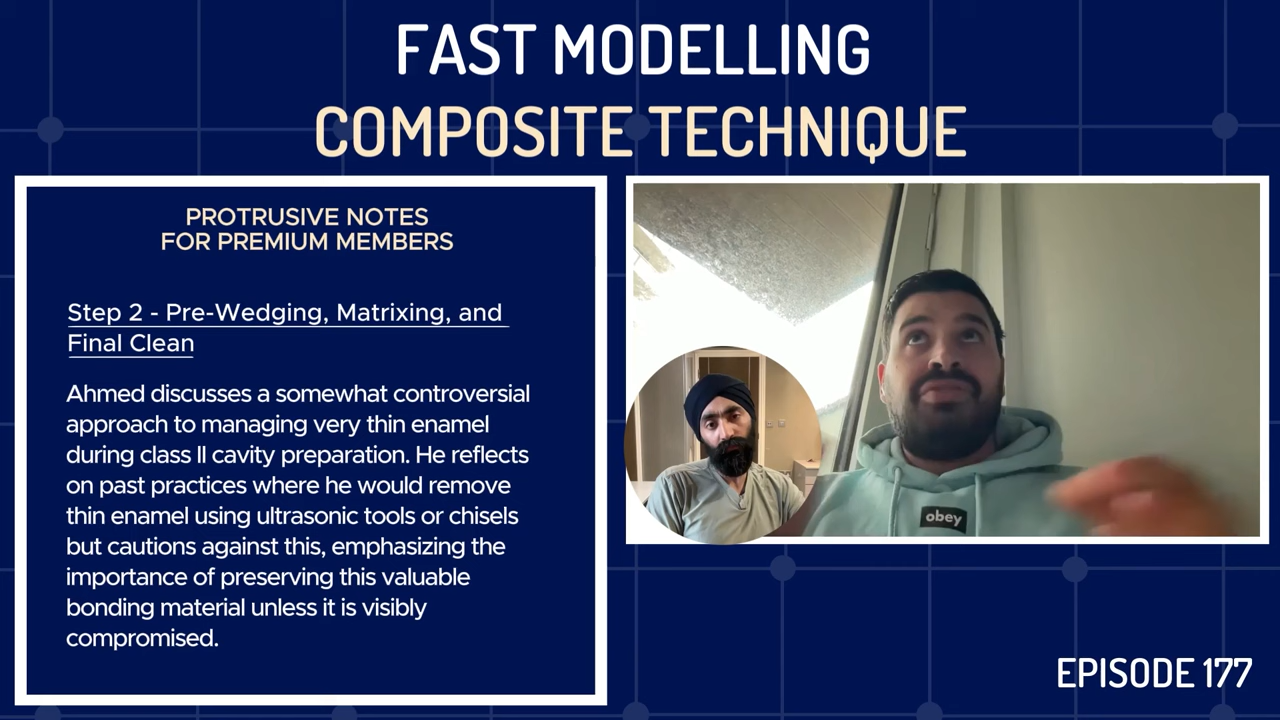 FAST MODELLING
COMPOSITE TECHNIQUE
PROTRUSIVE NOTES
FOR PREMIUM MEMBERS
Step 2 - Pre-Wedging, Matrixing, and
Final Clean
Ahmed discusses a somewhat controversial
approach to managing very thin enamel
during class II cavity preparation. He reflects
on past practices where he would remove
thin enamel using ultrasonic tools or chisels
but cautions against this, emphasizing the
importance of preserving this valuable
bonding material unless it is visibly
compromised.
obey
EPISODE 177